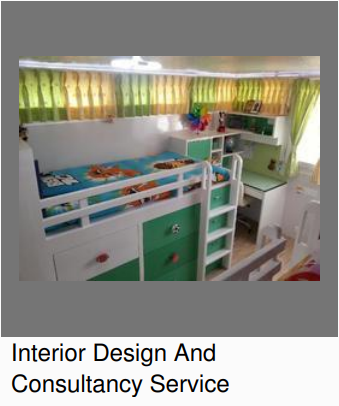 Interior Design And
Consultancy Service